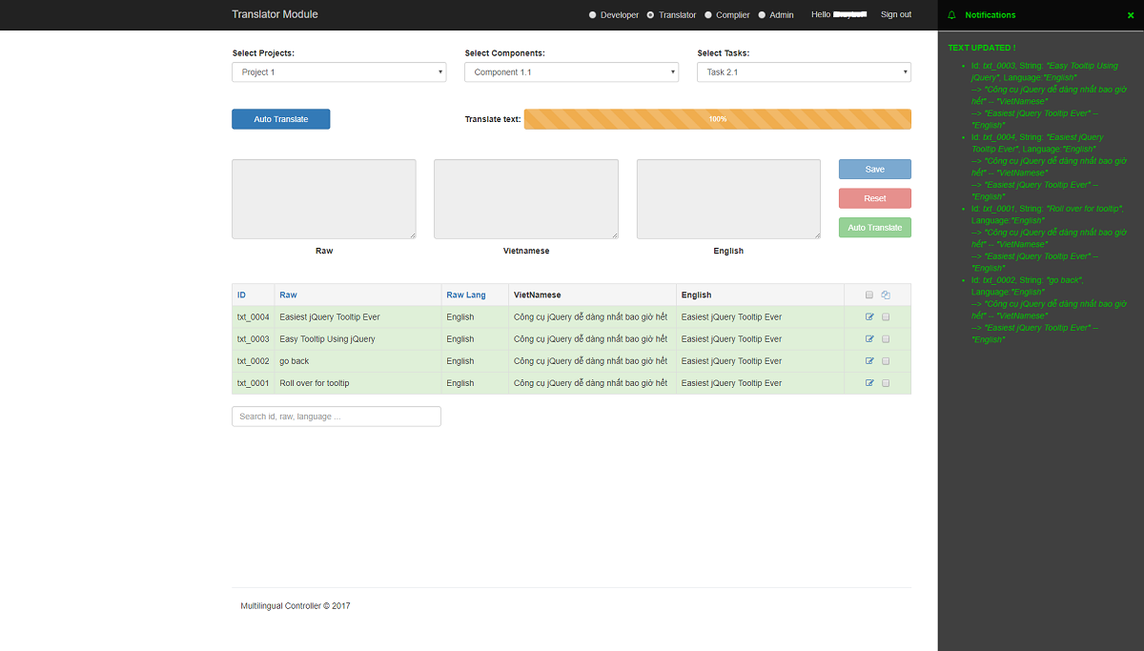 Translator Module
Developer Translator Complier Admin Hello Sign out
Select Projects: Select Components: Select Tasks:
Project 1 Component 1.1 Task 2.1
Auto Translate Translate text: 100%
Save
Reset
Auto Translate
Raw Vietnamese English
ID Raw Raw Lang VietNamese English
txt_0004 Easiest jQuery Tooltip Ever English Công cụ jQuery dễ dàng nhất bao giờ hết Easiest jQuery Tooltip Ever
txt_0003 Easy Tooltip Using jQuery English Công cụ jQuery dễ dàng nhất bao giờ hết Easiest jQuery Tooltip Ever
txt_0002 go back English Công cụ jQuery dễ dàng nhất bao giờ hết Easiest jQuery Tooltip Ever
txt_0001 Roll over for tooltip English Công cụ jQuery dễ dàng nhất bao giờ hết Easiest jQuery Tooltip Ever
Search id, raw, language ...
Multilingual Controller © 2017
Notifications
TEXT UPDATED !
Id: txt_0003, String: "Easy Tooltip Using
jQuery", Language:"English"
--> "Công cụ jQuery dễ dàng nhất bao giờ
hết" -- "VietNamese"
--> "Easiest jQuery Tooltip Ever" --
"English"
Id: txt_0004, String: "Easiest jQuery
Tooltip Ever", Language:"English"
--> "Công cụ jQuery dễ dàng nhất bao giờ
hết" -- "VietNamese"
--> "Easiest jQuery Tooltip Ever" --
"English"
Id: txt_0001, String: "Roll over for tooltip",
Language:"English"
--> "Công cụ jQuery dễ dàng nhất bao giờ
hết" -- "VietNamese"
--> "Easiest jQuery Tooltip Ever" --
"English"
Id: txt_0002, String: "go back",
Language:"English"
--> "Công cụ jQuery dễ dàng nhất bao giờ
hết" -- "VietNamese"
--> "Easiest jQuery Tooltip Ever" --
"English"